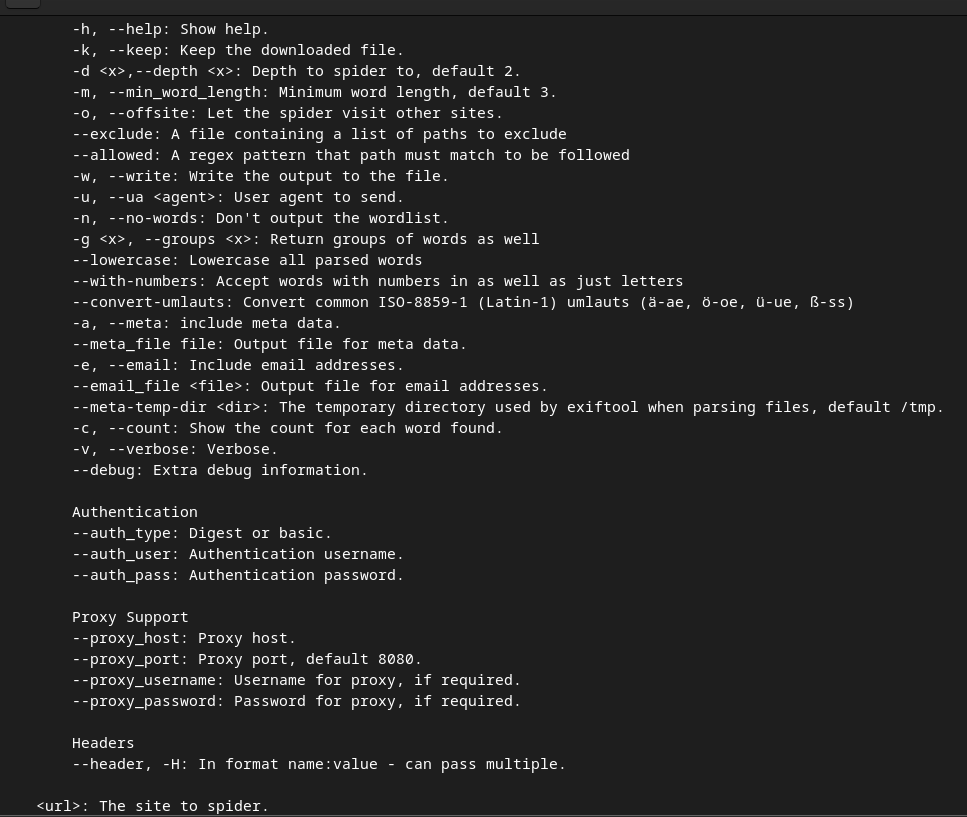 -h, --help: Show help.
-k, --keep: Keep the downloaded file.
-d <x>,--depth <x>: Depth to spider to, default 2.
-m, --min_word_length: Minimum word length, default 3.
-o, --offsite: Let the spider visit other sites.
--exclude: A file containing a list of paths to exclude
--allowed: A regex pattern that path must match to be followed
-w, --write: Write the output to the file.
-u, --ua <agent>: User agent to send.
-n, --no-words: Don't output the wordlist.
-g <x>, --groups <x>: Return groups of words as well
--lowercase: Lowercase all parsed words
--with-numbers: Accept words with numbers in as well as just letters
--convert-umlauts: Convert common ISO-8859-1 (Latin-1) umlauts (ä-ae, ö-oe, ü-ue, ß-ss)
-a, --meta: include meta data.
--meta_file file: Output file for meta data.
-e, --email: Include email addresses.
--email_file <file>: Output file for email addresses.
--meta-temp-dir <dir>: The temporary directory used by exiftool when parsing files, default /tmp.
-c, --count: Show the count for each word found.
-v, --verbose: Verbose.
--debug: Extra debug information.
Authentication
--auth_type: Digest or basic.
--auth_user: Authentication username.
--auth_pass: Authentication password.
Proxy Support
--proxy_host: Proxy host.
--proxy_port: Proxy port, default 8080.
--proxy_username: Username for proxy, if required.
--proxy_password: Password for proxy, if required.
Headers
--header, -H: In format name:value - can pass multiple.
<url>: The site to spider.